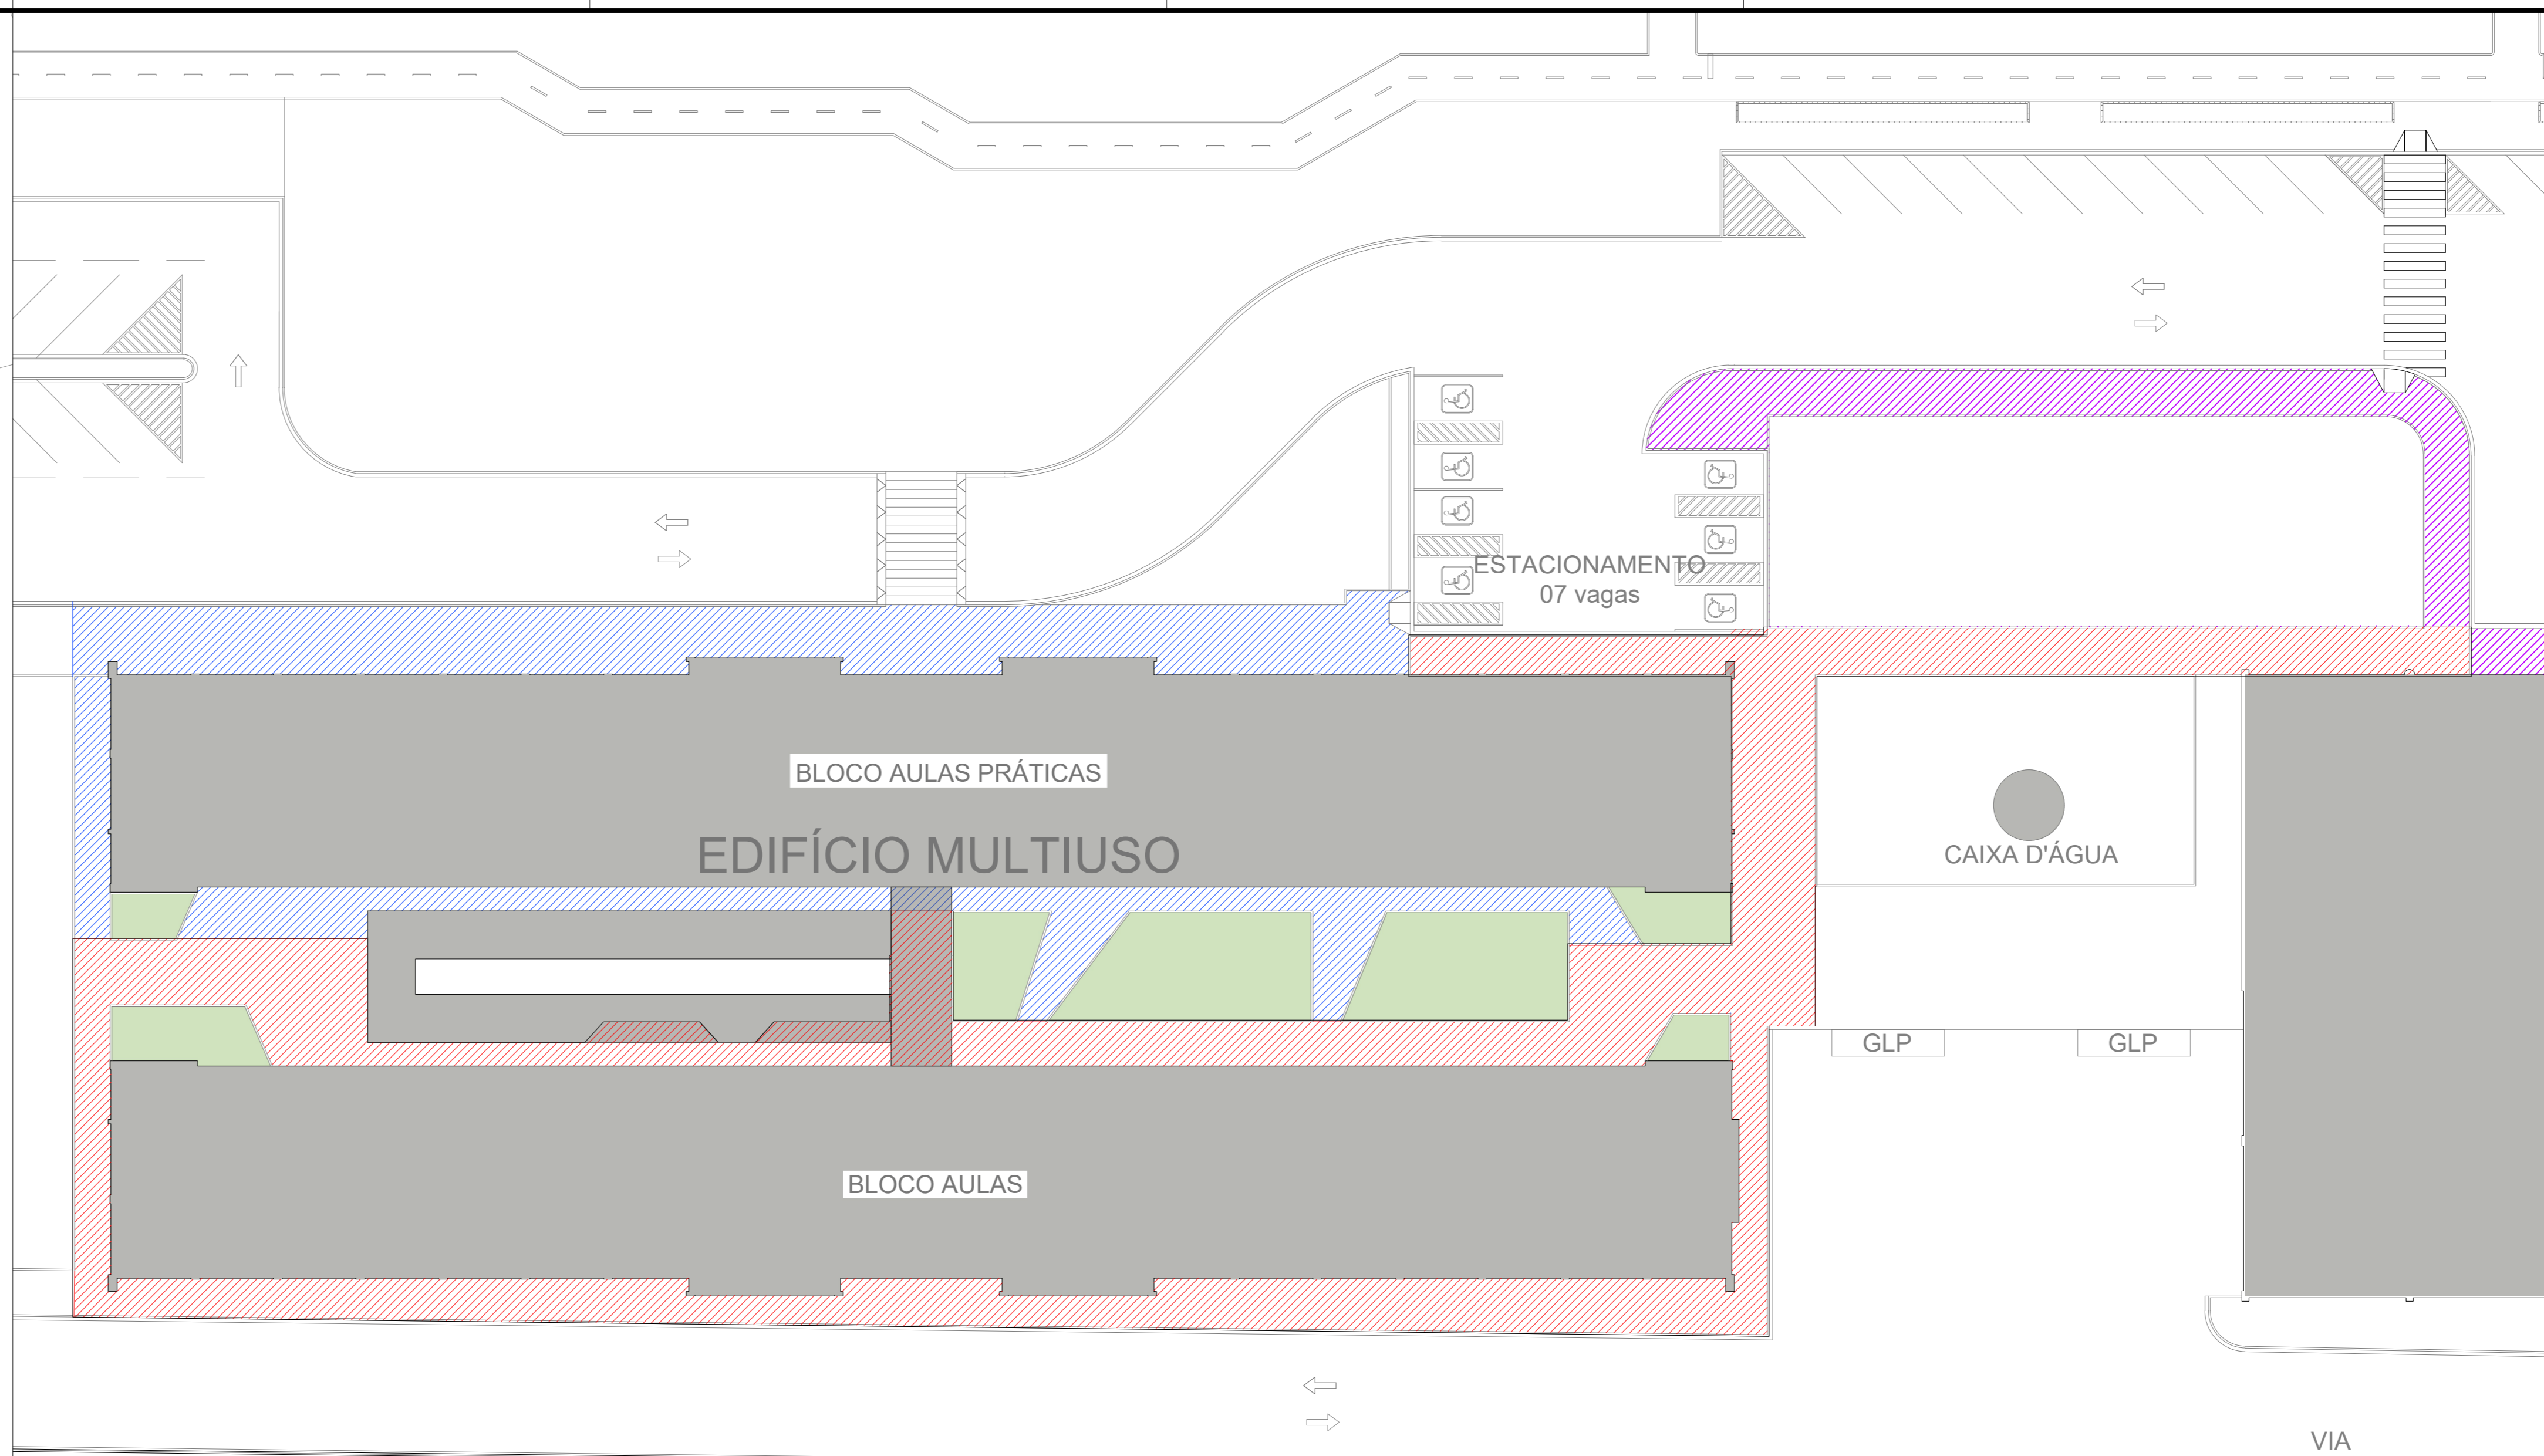 ESTACIONAMENTO
07 vagas
BLOCO AULAS PRÁTICAS
EDIFÍCIO MULTIUSO
CAIXA D'ÁGUA
GLP
GLP
BLOCO AULAS
VIA